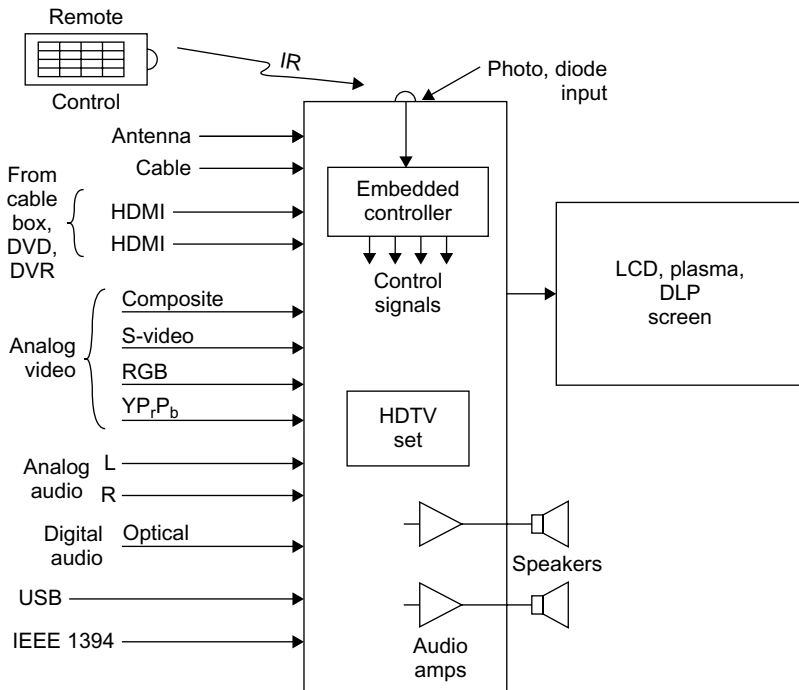 Remote
Control
IR
Photo, diode
input
Antenna
Cable
From
cable
box,
DVD,
DVR
HDMI
HDMI
Embedded
controller
Control
signals
LCD, plasma,
DLP
screen
Analog
video
Composite
S-video
RGB
YPrPb
HDTV
set
Analog
audio
L
R
Digital
audio
Optical
Speakers
USB
IEEE 1394
Audio
amps